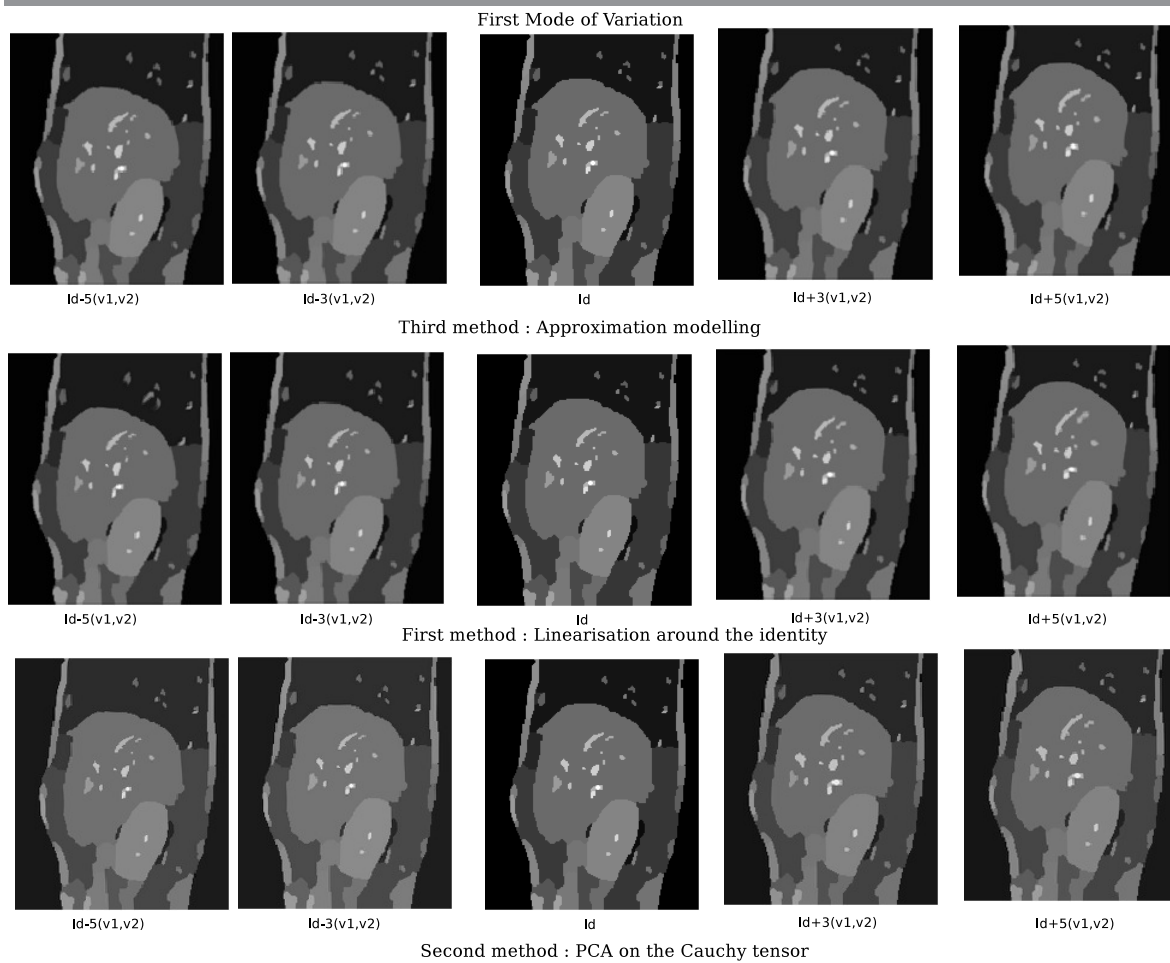 First Mode of Variation
Id-5(v1,v2) Id-3(v1,v2) Id Id+3(v1,v2) Id+5(v1,v2)
Third method : Approximation modelling
Id-5(v1,v2) Id-3(v1,v2) Id Id+3(v1,v2) Id+5(v1,v2)
First method : Linearisation around the identity
Id-5(v1,v2) Id-3(v1,v2) Id Id+3(v1,v2) Id+5(v1,v2)
Second method : PCA on the Cauchy tensor